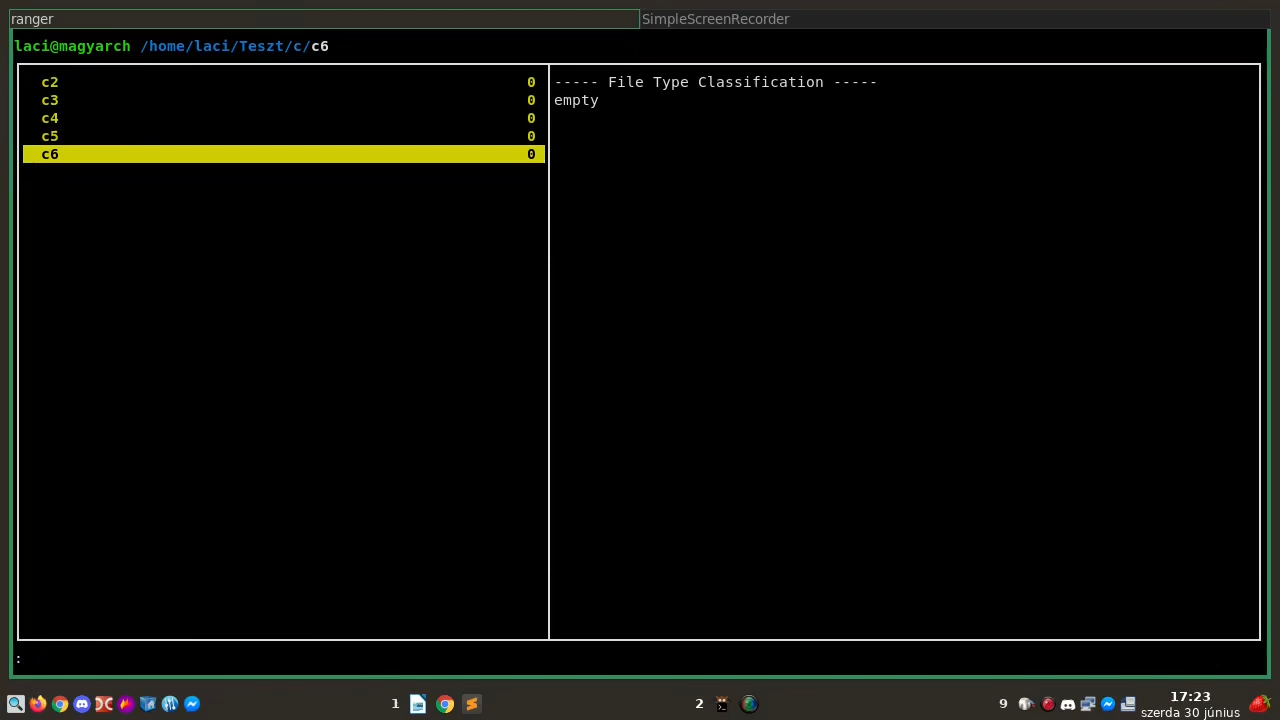 ranger
SimpleScreenRecorder
laci@magyarch /home/laci/Teszt/c/c6
c2 0
c3 0
c4 0
c5 0
c6 0
----- File Type Classification -----
empty
:
1
2
9
17:23
szerda 30 június